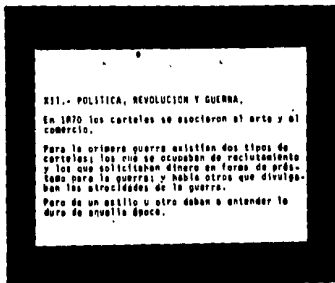 XII.- POLITICA, REVOLUCION Y GUERRA.
En 1870 los carteles se asociaron al arte y al
comercio.
Para la primera guerra existían dos tipos de
carteles; los que se ocupaban de reclutamiento
y los que solicitaban dinero en forma de prés-
tamo para la guerra; y había otros que divulga-
ban las atrocidades de la guerra.
Pero de un estilo u otro daban a entender lo
duro de aquella época.